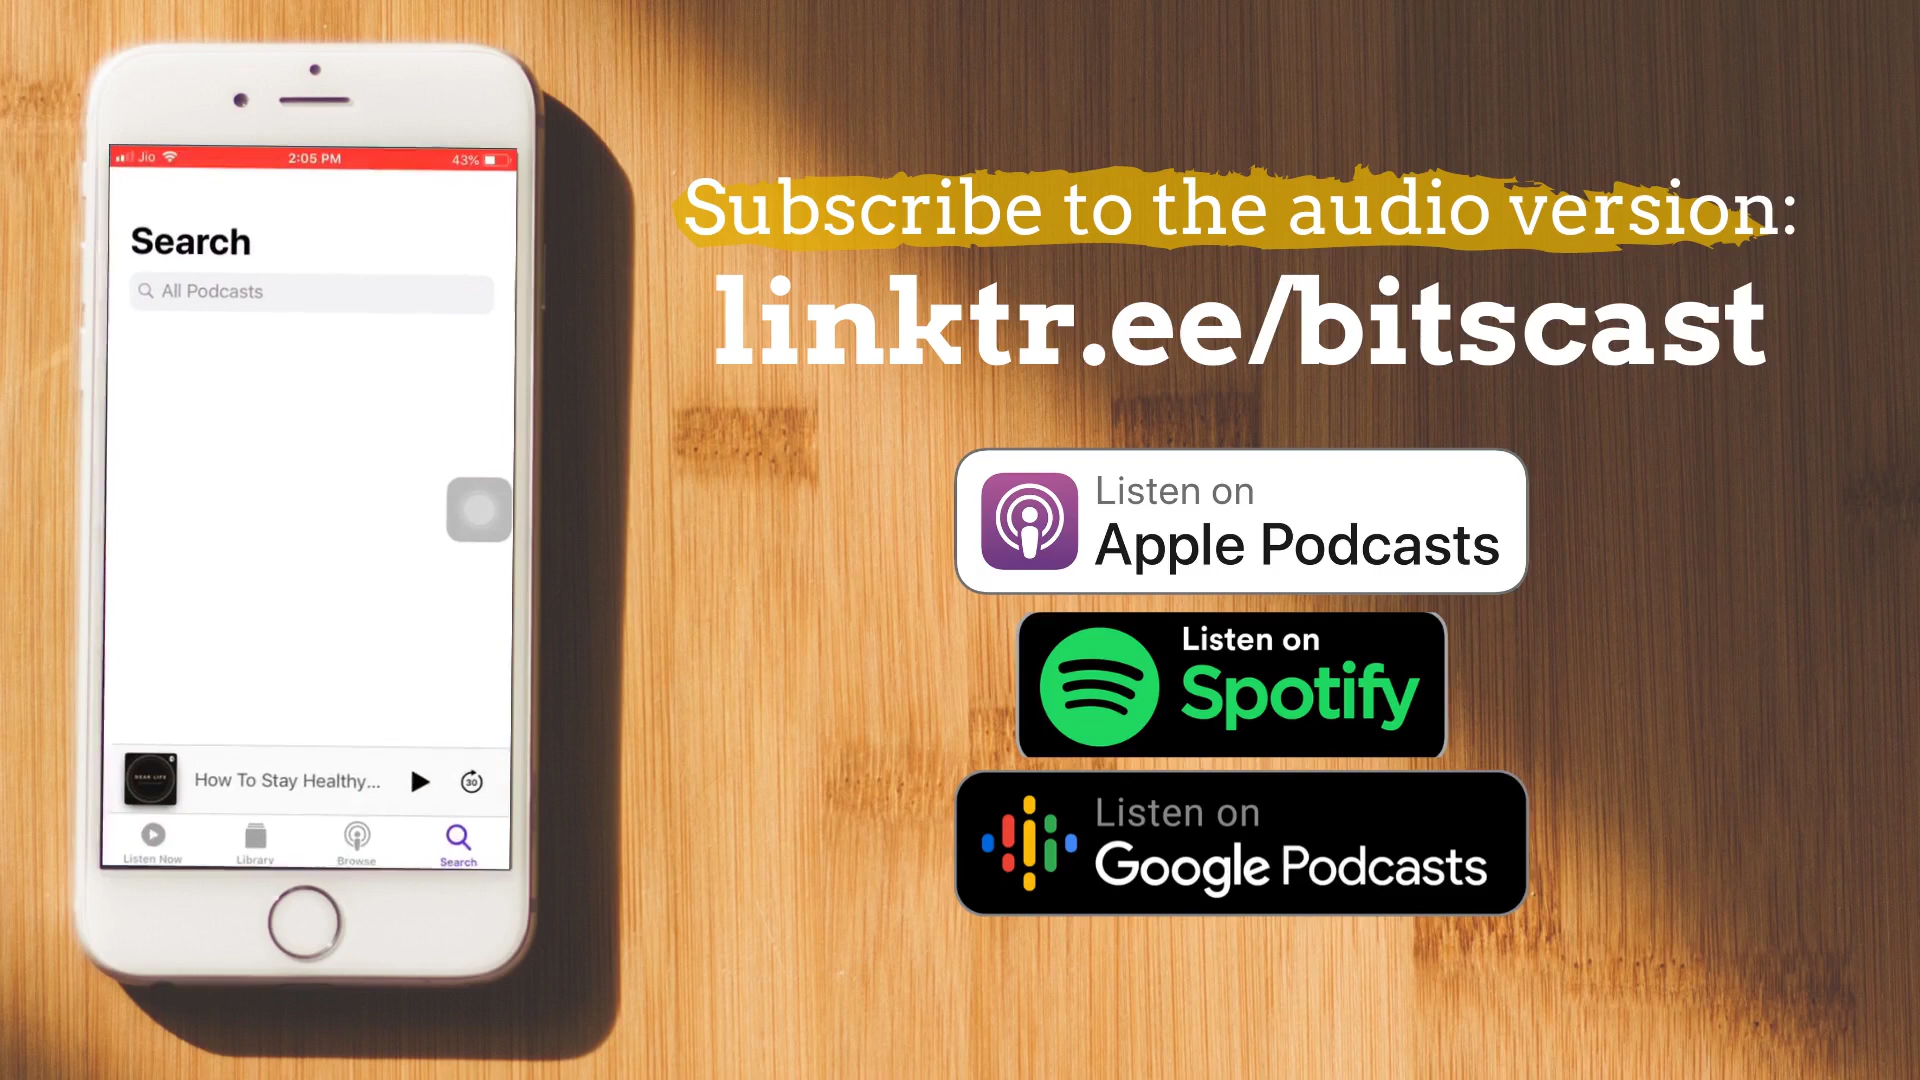 Jio
2:05 PM
43%
Search
All Podcasts
How To Stay Healthy...
30
Listen Now
Library
Browse
Search
Subscribe to the audio version:
linktr.ee/bitscast
Listen on
Apple Podcasts
Listen on
Spotify
Listen on
Google Podcasts